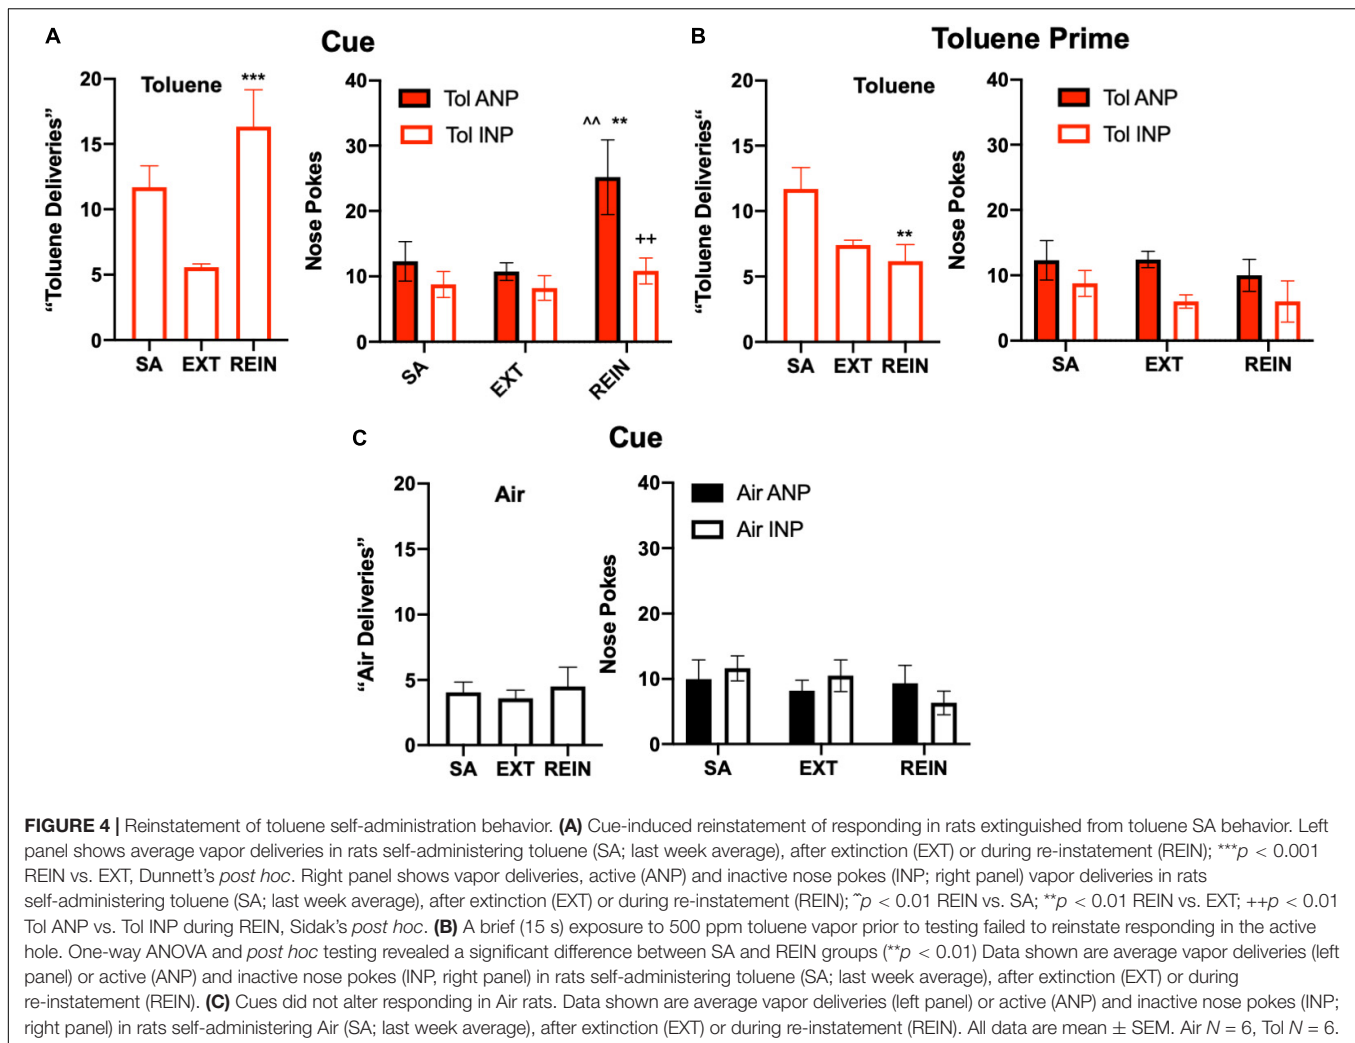 A
Cue
Toluene
***
"Toluene Deliveries"
20
15
10
5
0
SA EXT REIN
Tol ANP
Tol INP
^^ **
++
Nose Pokes
40
30
20
10
0
SA
EXT
REIN
B
Toluene Prime
Toluene
**
"Toluene Deliveries"
20
15
10
5
0
SA EXT REIN
Tol ANP
Tol INP
Nose Pokes
40
30
20
10
0
SA EXT REIN
C
Cue
Air
"Air Deliveries"
20
15
10
5
0
SA EXT REIN
Air ANP
Air INP
Nose Pokes
40
30
20
10
0
SA EXT REIN
FIGURE 4 | Reinstatement of toluene self-administration behavior. (A) Cue-induced reinstatement of responding in rats extinguished from toluene SA behavior. Left
panel shows average vapor deliveries in rats self-administering toluene (SA; last week average), after extinction (EXT) or during re-instatement (REIN); ***p < 0.001
REIN vs. EXT, Dunnett's post hoc. Right panel shows vapor deliveries, active (ANP) and inactive nose pokes (INP; right panel) vapor deliveries in rats
self-administering toluene (SA; last week average), after extinction (EXT) or during re-instatement (REIN); ˜p < 0.01 REIN vs. SA; **p < 0.01 REIN vs. EXT; ++p < 0.01
Tol ANP vs. Tol INP during REIN, Sidak's post hoc. (B) A brief (15 s) exposure to 500 ppm toluene vapor prior to testing failed to reinstate responding in the active
hole. One-way ANOVA and post hoc testing revealed a significant difference between SA and REIN groups (**p < 0.01) Data shown are average vapor deliveries (left
panel) or active (ANP) and inactive nose pokes (INP, right panel) in rats self-administering toluene (SA; last week average), after extinction (EXT) or during
re-instatement (REIN). (C) Cues did not alter responding in Air rats. Data shown are average vapor deliveries (left panel) or active (ANP) and inactive nose pokes (INP;
right panel) in rats self-administering Air (SA; last week average), after extinction (EXT) or during re-instatement (REIN). All data are mean ± SEM. Air N = 6, Tol N = 6.